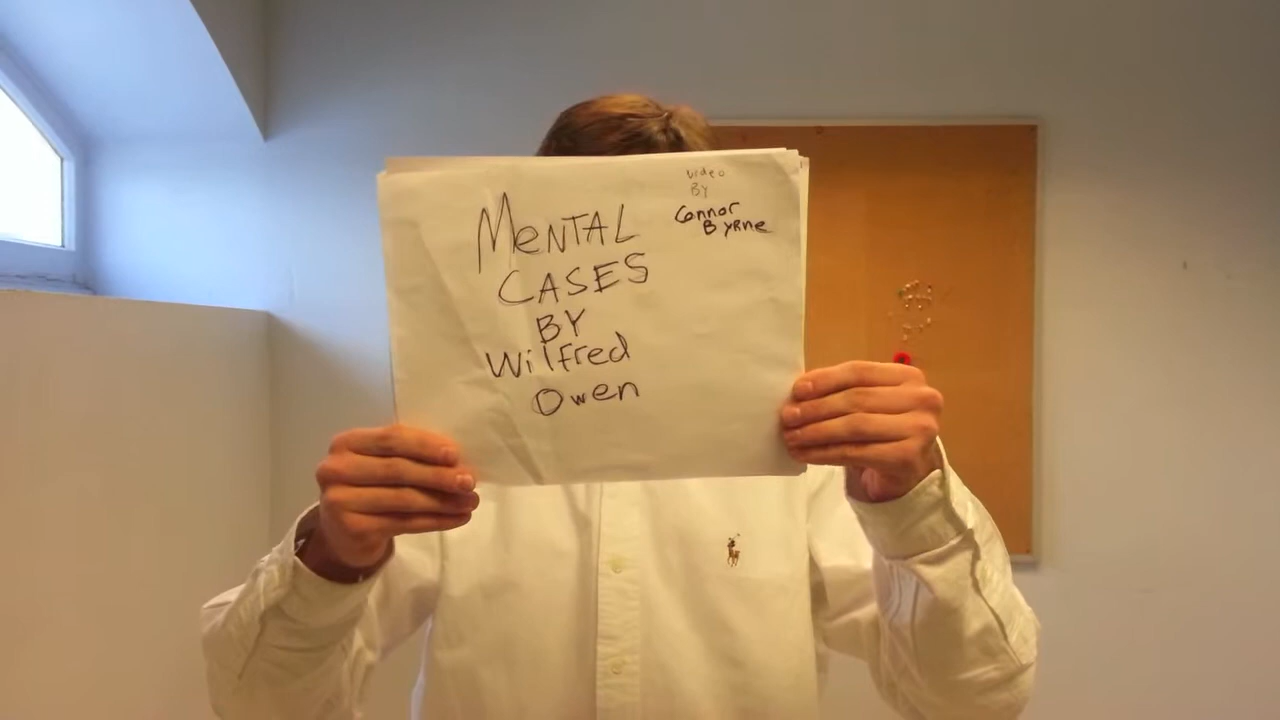 MeNTAL
CASES
BY
Wilfred
Owen
video
BY
Connor
Byrne